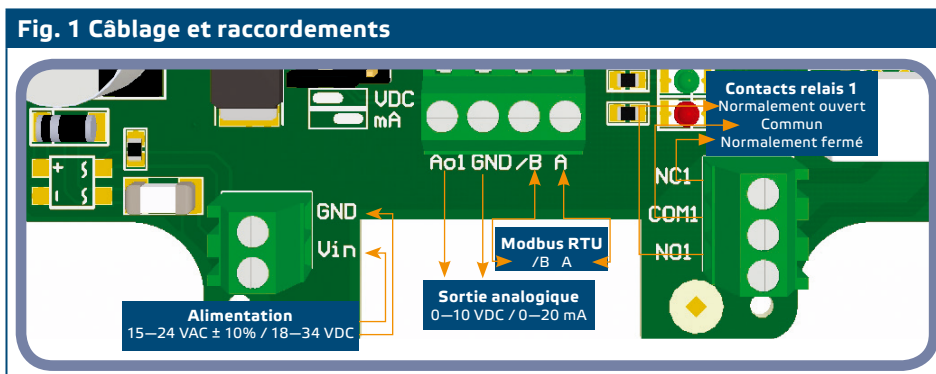 Fig. 1 Câblage et raccordements
VDC
mA
Ao1 GND /B A
Contacts relais 1
Normalement ouvert
Commun
Normalement fermé
NC1
COM1
NO1
+
-
GND
Vin
Modbus RTU
/B A
Sortie analogique
0—10 VDC / 0—20 mA
Alimentation
15—24 VAC ± 10% / 18—34 VDC